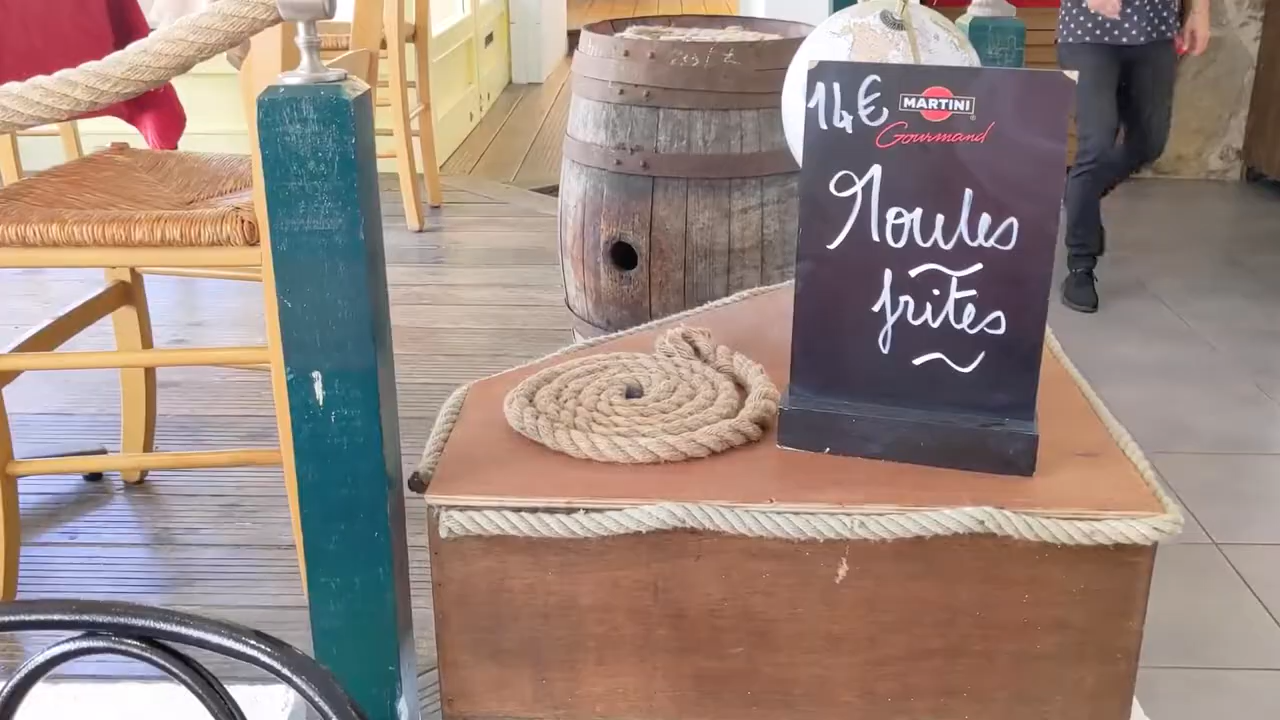 14€
MARTINI
Gourmand
Moules
frites